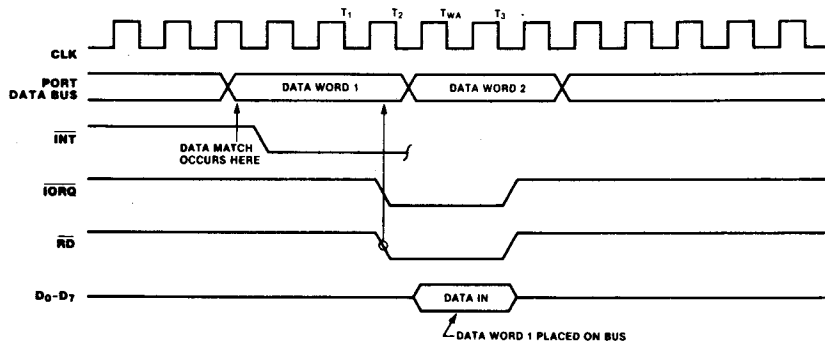 T₁ T₂ TWA T₃
CLK
PORT
DATA BUS
DATA WORD 1 DATA WORD 2
INT
DATA MATCH
OCCURS HERE
IORQ
RD
D₀-D₇
DATA IN
DATA WORD 1 PLACED ON BUS